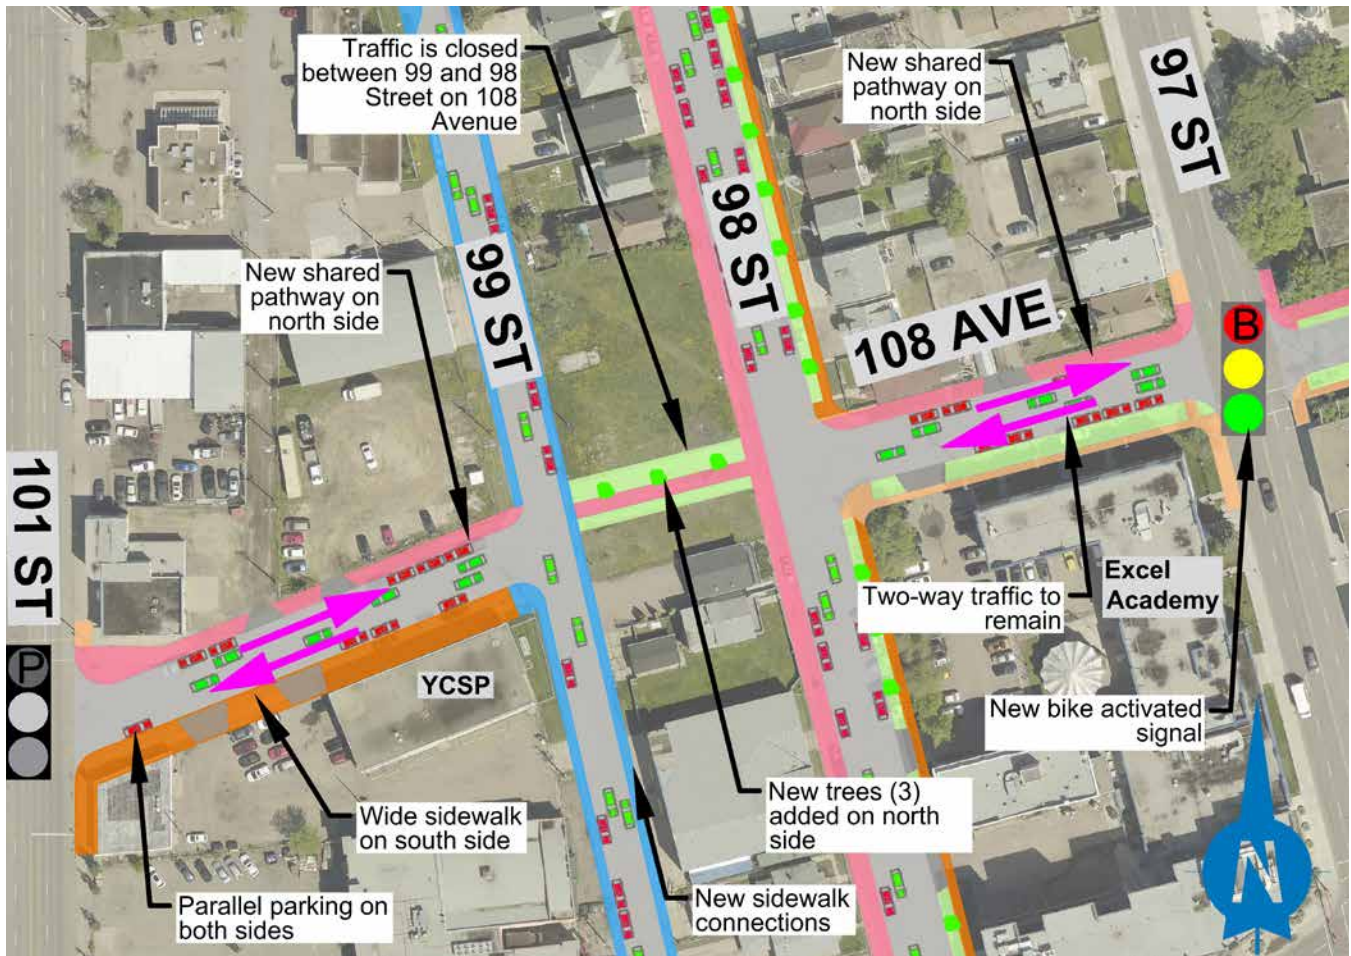 Traffic is closed
between 99 and 98
Street on 108
Avenue
New shared
pathway on
north side
97 ST
98 ST
99 ST
New shared
pathway on
north side
108 AVE
B
101 ST
P
YCSP
Two-way traffic to
remain
Excel
Academy
New bike activated
signal
New trees (3)
added on north
side
Wide sidewalk
on south side
New sidewalk
connections
Parallel parking on
both sides
N